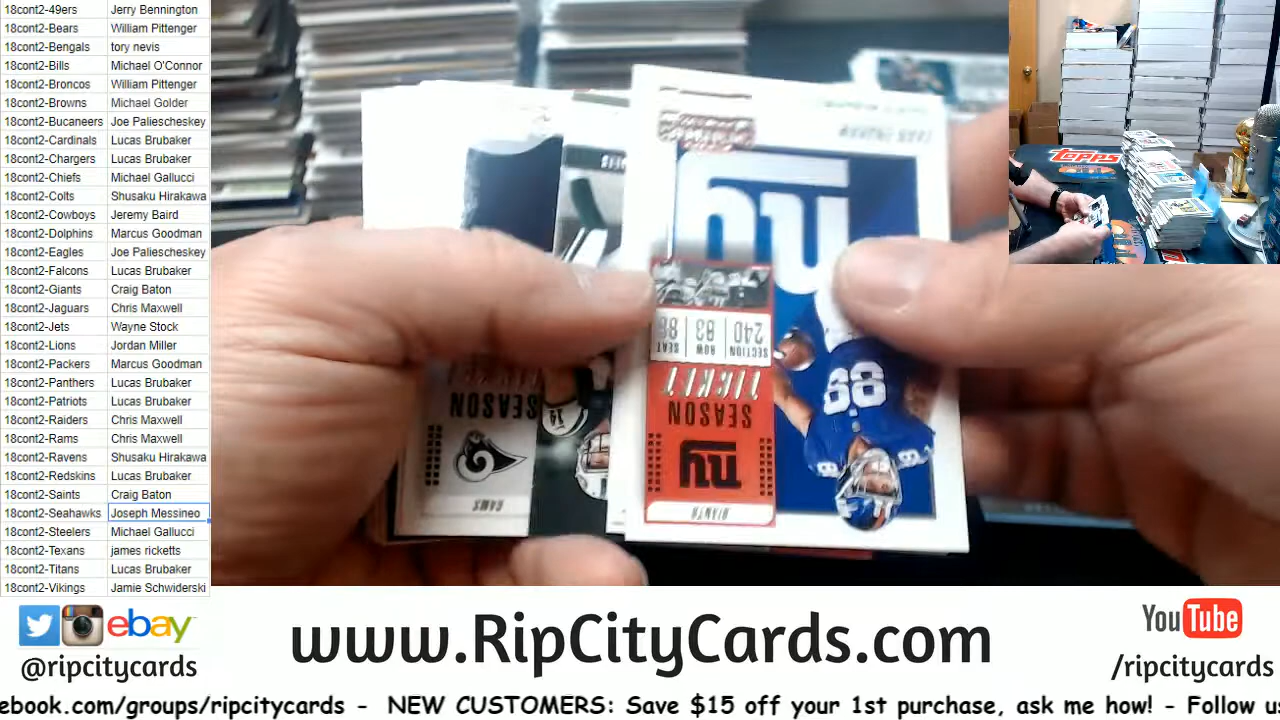 18cont2-49ers Jerry Bennington
18cont2-Bears William Pittenger
18cont2-Bengals tory nevis
18cont2-Bills Michael O'Connor
18cont2-Broncos William Pittenger
18cont2-Browns Michael Golder
18cont2-Bucaneers Joe Paliescheskey
18cont2-Cardinals Lucas Brubaker
18cont2-Chargers Lucas Brubaker
18cont2-Chiefs Michael Gallucci
18cont2-Colts Shusaku Hirakawa
18cont2-Cowboys Jeremy Baird
18cont2-Dolphins Marcus Goodman
18cont2-Eagles Joe Paliescheskey
18cont2-Falcons Lucas Brubaker
18cont2-Giants Craig Baton
18cont2-Jaguars Chris Maxwell
18cont2-Jets Wayne Stock
18cont2-Lions Jordan Miller
18cont2-Packers Marcus Goodman
18cont2-Panthers Lucas Brubaker
18cont2-Patriots Lucas Brubaker
18cont2-Raiders Chris Maxwell
18cont2-Rams Chris Maxwell
18cont2-Ravens Shusaku Hirakawa
18cont2-Redskins Lucas Brubaker
18cont2-Saints Craig Baton
18cont2-Seahawks Joseph Messineo
18cont2-Steelers Michael Gallucci
18cont2-Texans james ricketts
18cont2-Titans Lucas Brubaker
18cont2-Vikings Jamie Schwiderski
GIANTS
ny
SEASON
TICKET
SECTION ROW SEAT
240 83 88
88
ny
RAMS
SEASON
TICKET
topps
ebay
@ripcitycards
www.RipCityCards.com
YouTube
/ripcitycards
ebook.com/groups/ripcitycards - NEW CUSTOMERS: Save $15 off your 1st purchase, ask me how! - Follow us